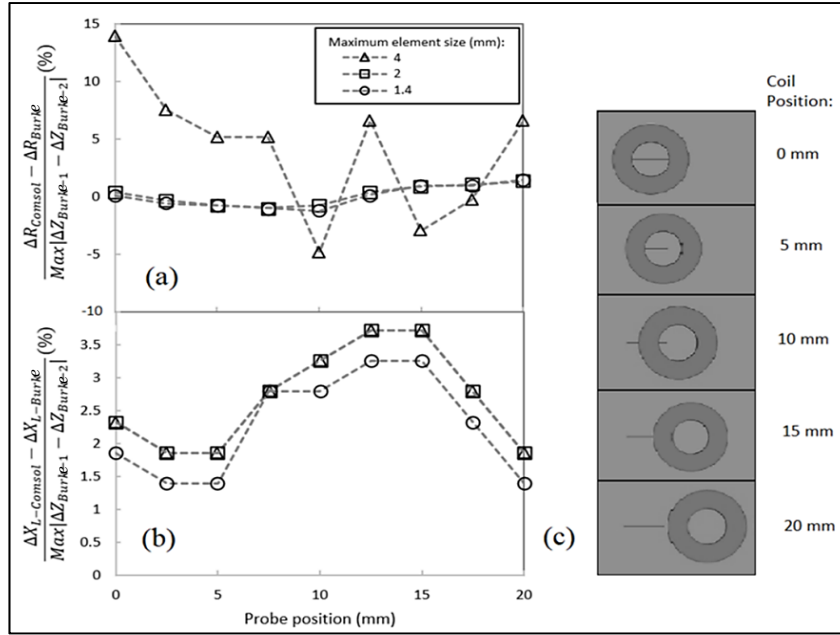 Maximum element size (mm):
4
2
1.4
15
10
5
0
-5
-10
ΔR_Comsol − ΔR_Burke (%)
Max|ΔZ_Burke-1 − ΔZ_Burke-2|
(a)
3.5
3
2.5
2
1.5
1
0.5
0
ΔX_L-Comsol − ΔX_L-Burke (%)
Max|ΔZ_Burke-1 − ΔZ_Burke-2|
(b)
0 5 10 15 20
Probe position (mm)
(c)
Coil
Position:
0 mm
5 mm
10 mm
15 mm
20 mm